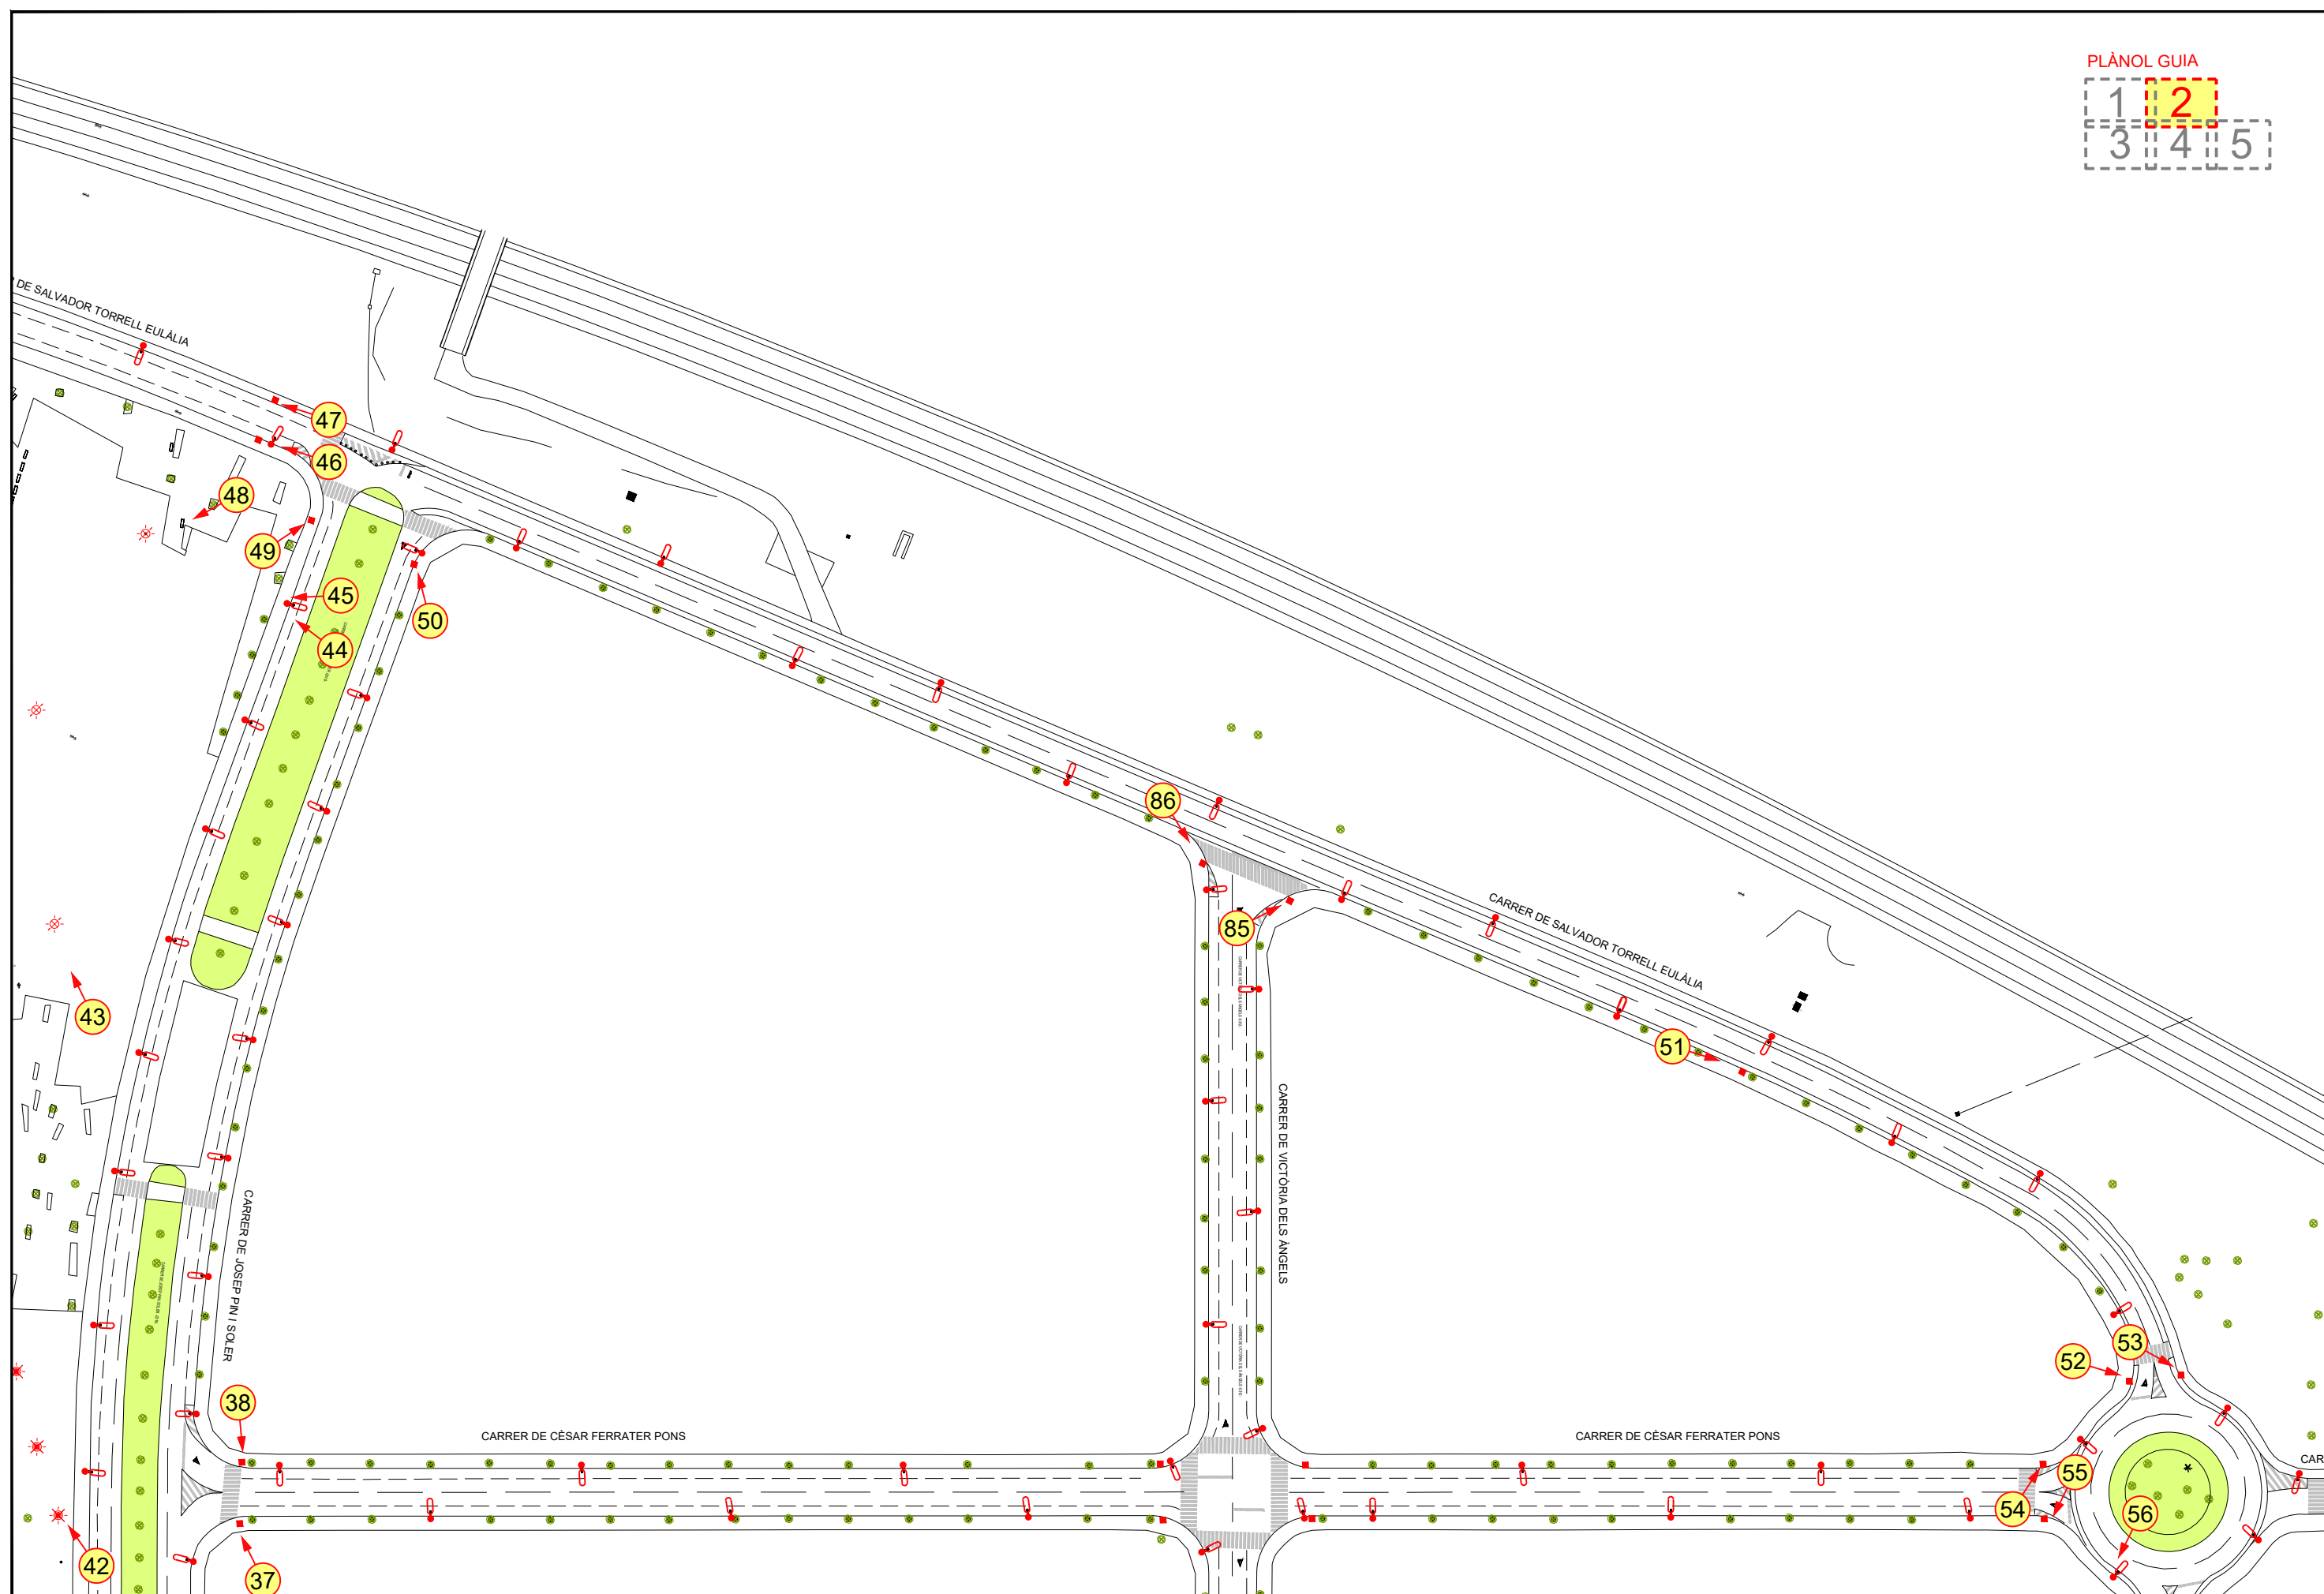 PLÀNOL GUIA
1 2
3 4 5
DE SALVADOR TORRELL EULÀLIA
47
46
48
49
45
50
44
86
85
CARRER DE SALVADOR TORRELL EULÀLIA
43
51
CARRER DE VICTÒRIA DELS ÀNGELS
CARRER DE JOSEP PIN I SOLER
53
52
38
CARRER DE CÈSAR FERRATER PONS
CARRER DE CÈSAR FERRATER PONS
CAR
55
54
56
42
37